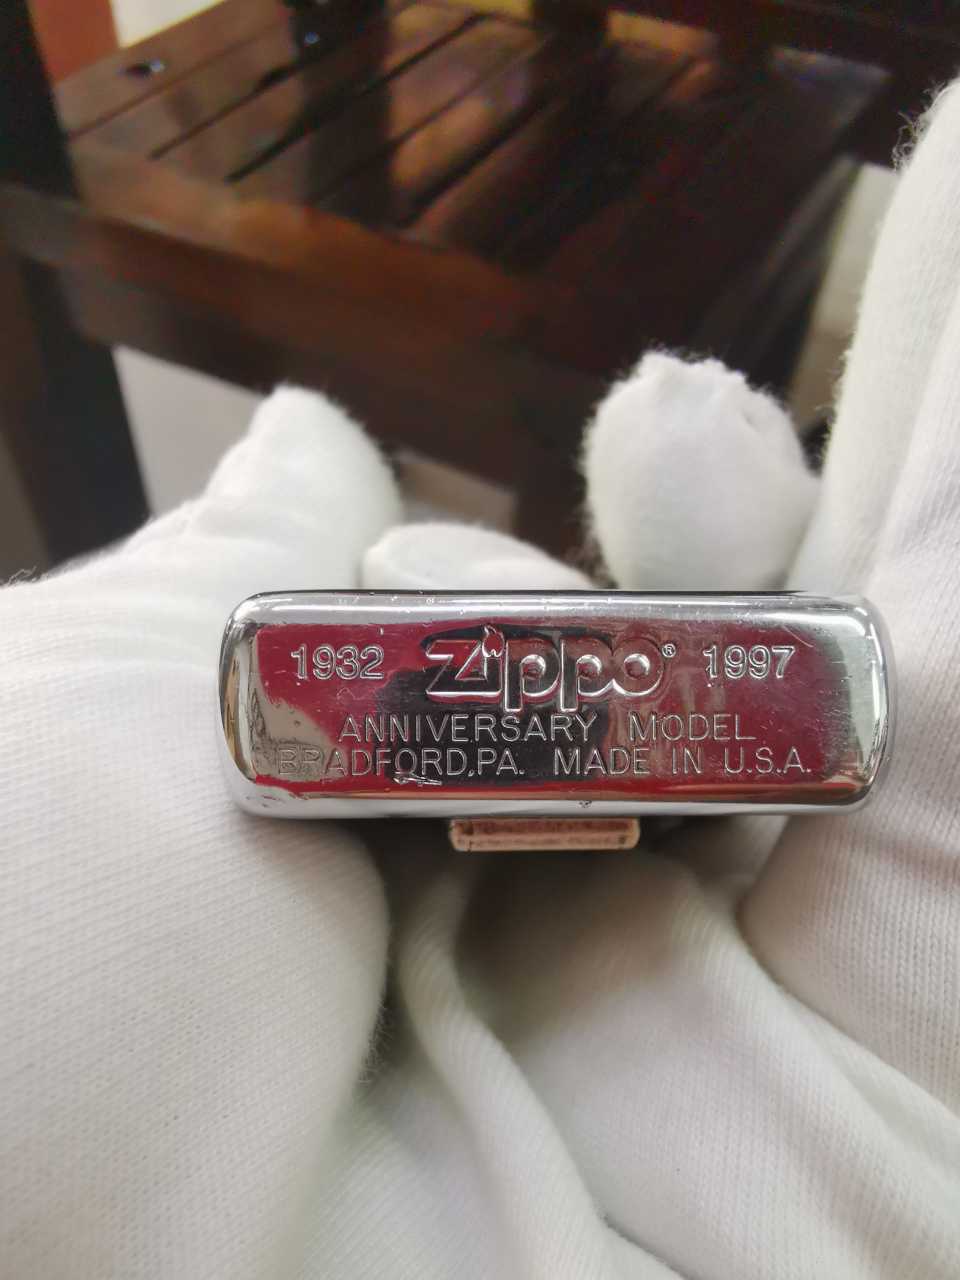 1932 Zippo® 1997
ANNIVERSARY MODEL
BRADFORD,PA. MADE IN U.S.A.